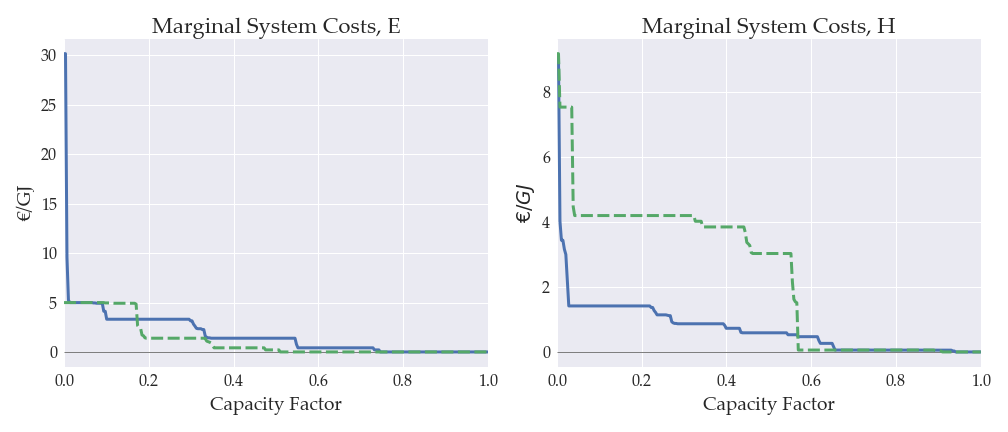 Marginal System Costs, E
€/GJ
30
25
20
15
10
5
0
0.0 0.2 0.4 0.6 0.8 1.0
Capacity Factor
Marginal System Costs, H
€/GJ
8
6
4
2
0
0.0 0.2 0.4 0.6 0.8 1.0
Capacity Factor